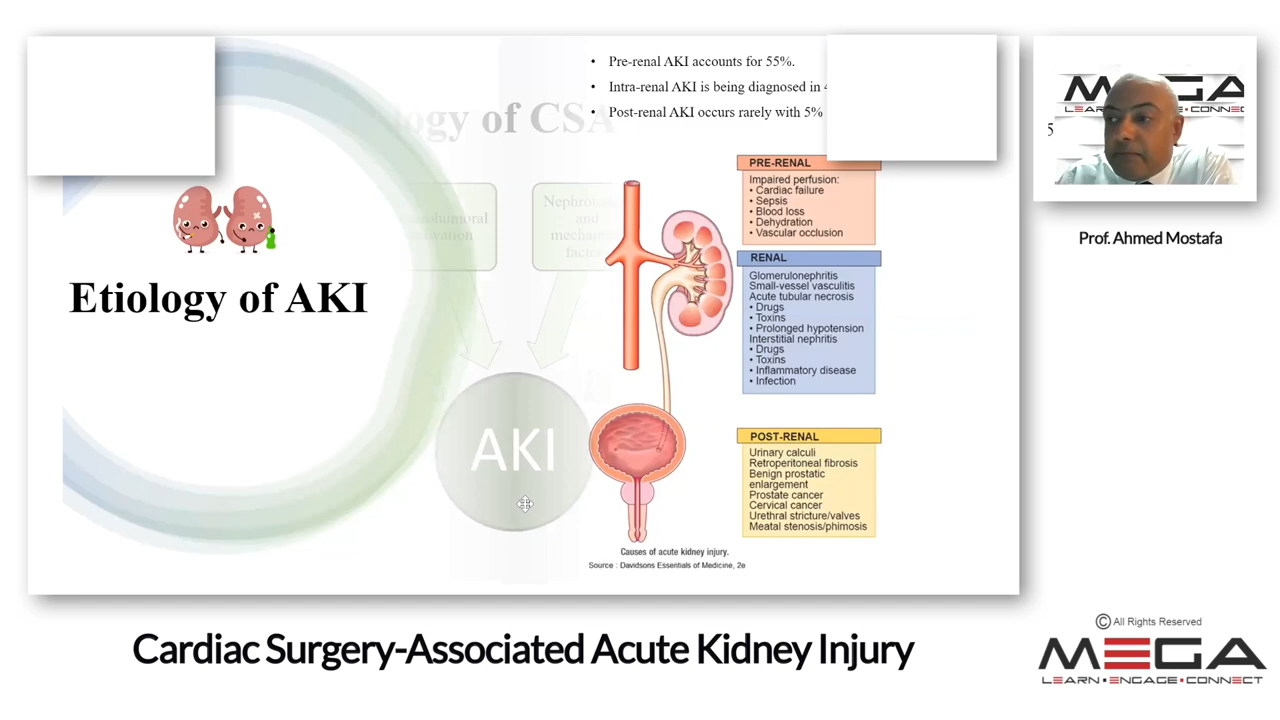 • Pre-renal AKI accounts for 55%.
• Intra-renal AKI is being diagnosed in
• Post-renal AKI occurs rarely with 5%
of CSA
Etiology of AKI
activation
and
AKI
PRE-RENAL
Impaired perfusion:
• Cardiac failure
• Sepsis
• Blood loss
• Dehydration
• Vascular occlusion
RENAL
Glomerulonephritis
Small-vessel vasculitis
Acute tubular necrosis
• Drugs
• Toxins
• Prolonged hypotension
Interstitial nephritis
• Drugs
• Toxins
• Inflammatory disease
• Infection
POST-RENAL
Urinary calculi
Retroperitoneal fibrosis
Benign prostatic
enlargement
Prostate cancer
Cervical cancer
Urethral stricture/valves
Meatal stenosis/phimosis
Causes of acute kidney injury.
Source : Davidsons Essentials of Medicine, 2e
5
Prof. Ahmed Mostafa
Cardiac Surgery-Associated Acute Kidney Injury
© All Rights Reserved
MEGA
LEARN • ENGAGE • CONNECT